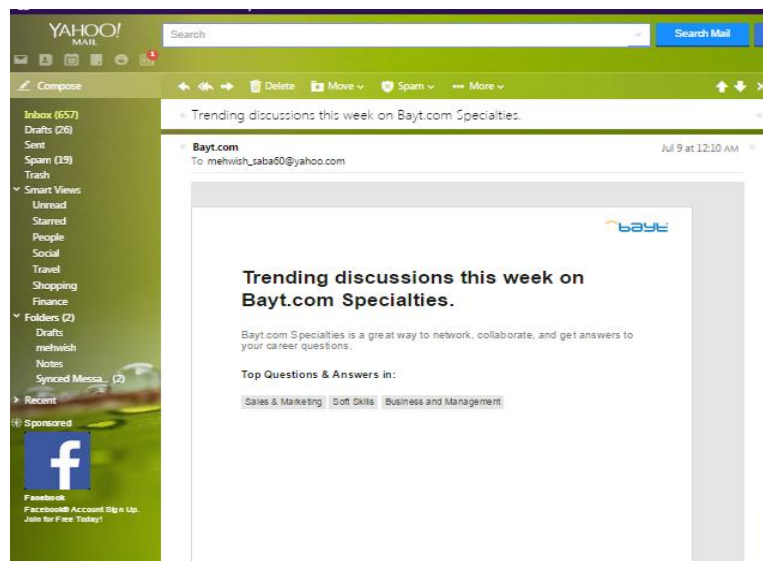 YAHOO!
MAIL
Search
Search Mail
1
Compose
Delete
Move
Spam
More
Inbox (657)
Drafts (26)
Sent
Spam (19)
Trash
Smart Views
Unread
Starred
People
Social
Travel
Shopping
Finance
Folders (2)
Drafts
mehwish
Notes
Synced Messa... (2)
Recent
Sponsored
f
Facebook
Facebook® Account Sign Up.
Join for Free Today!
Trending discussions this week on Bayt.com Specialties.
Bayt.com
Jul 9 at 12:10 AM
To mehwish_saba60@yahoo.com
bayt
Trending discussions this week on
Bayt.com Specialties.
Bayt.com Specialties is a great way to network, collaborate, and get answers to
your career questions.
Top Questions & Answers in:
Sales & Marketing Soft Skills Business and Management